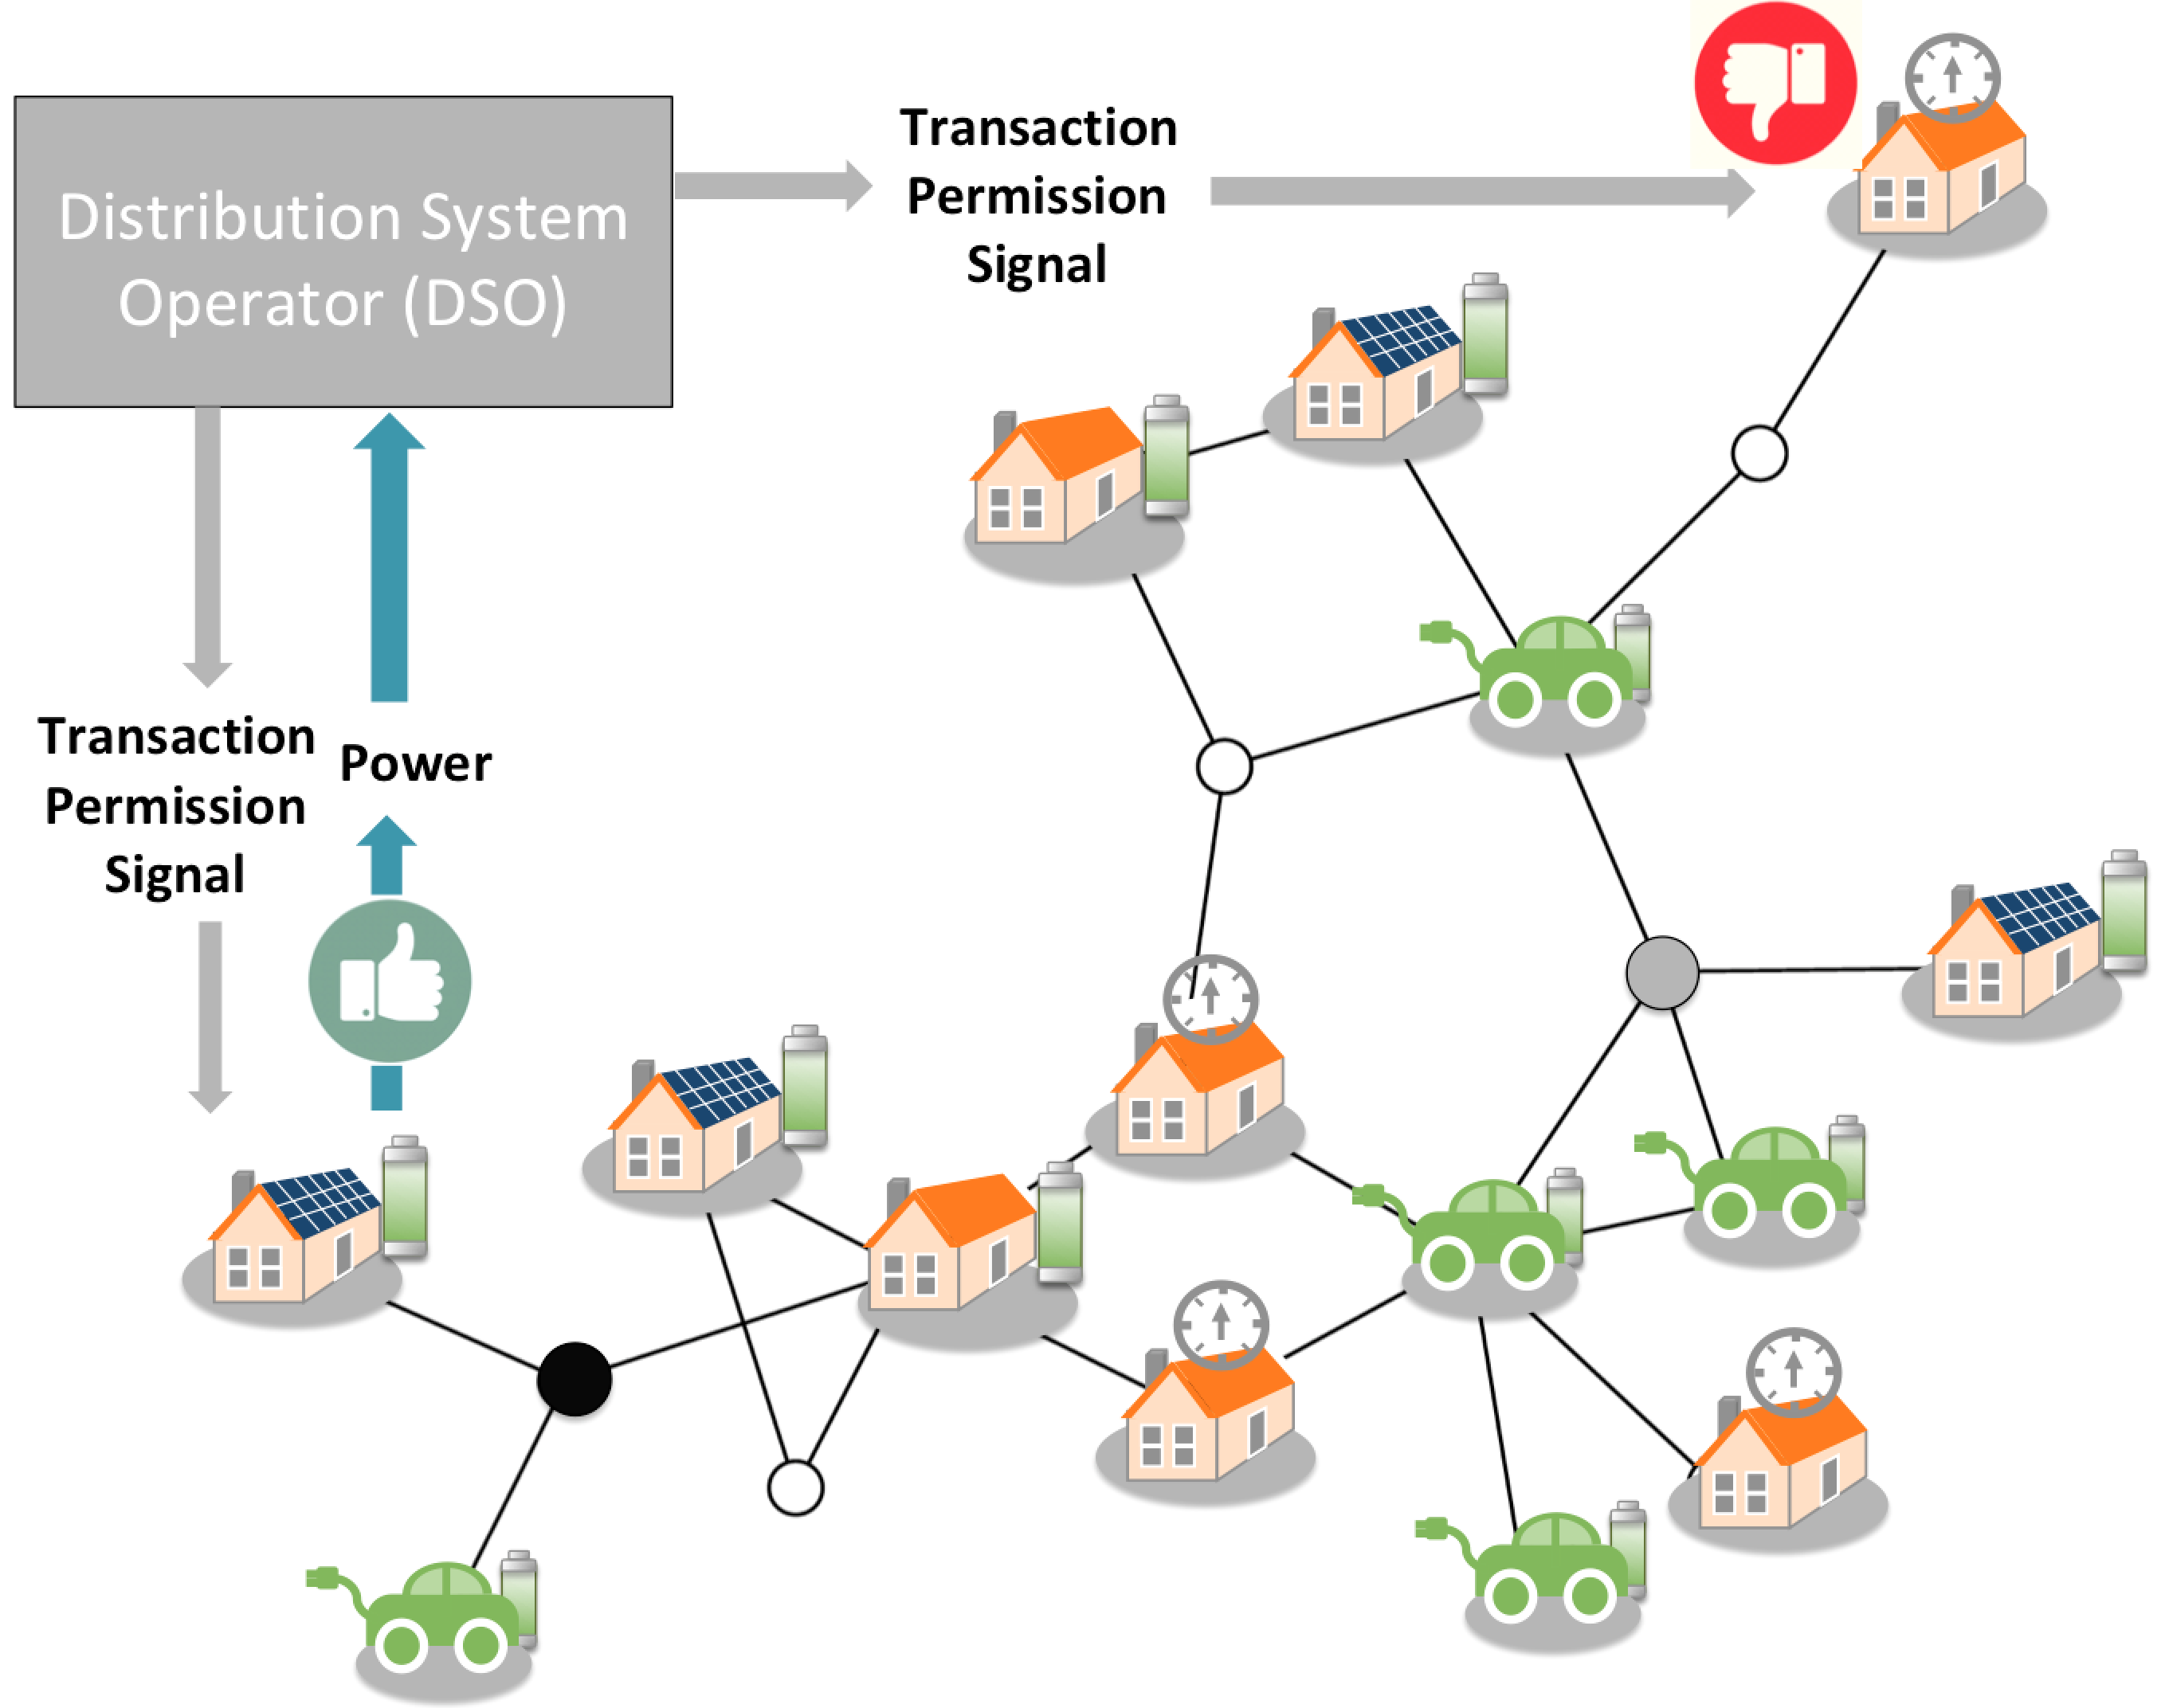 Distribution System
Operator (DSO)
Transaction
Permission
Signal
Transaction
Permission
Signal
Power